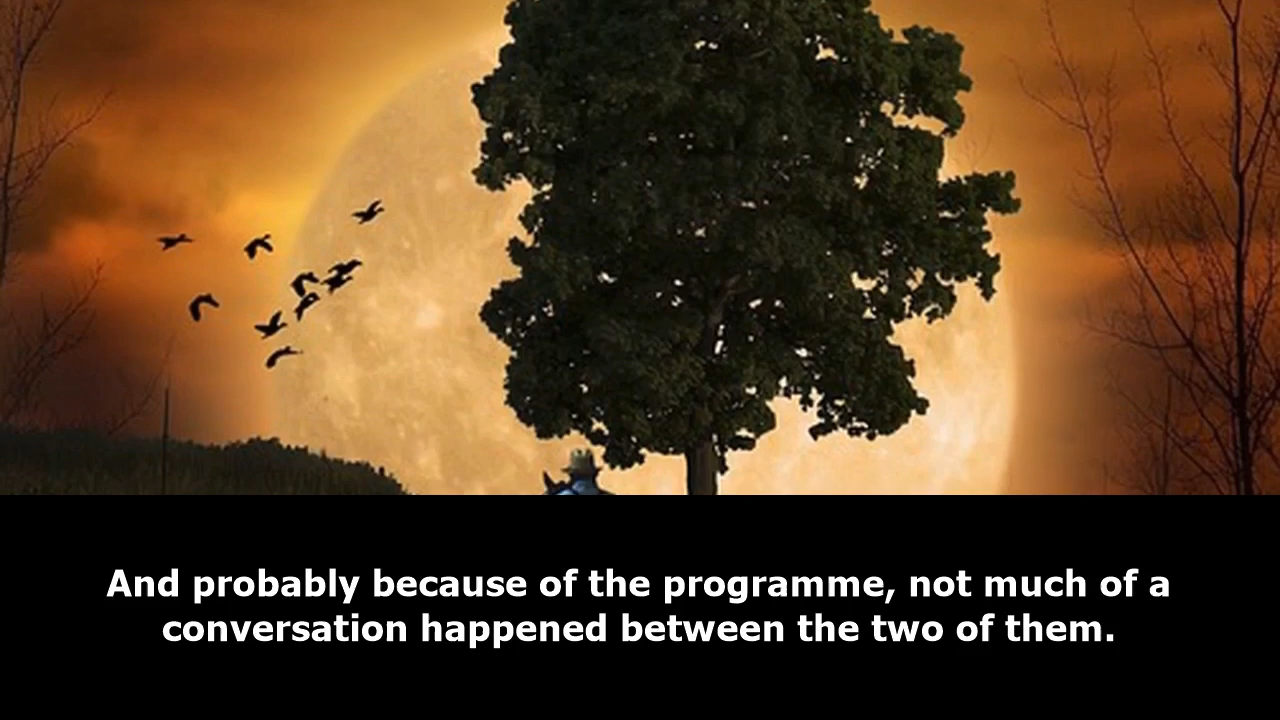 And probably because of the programme, not much of a
conversation happened between the two of them.